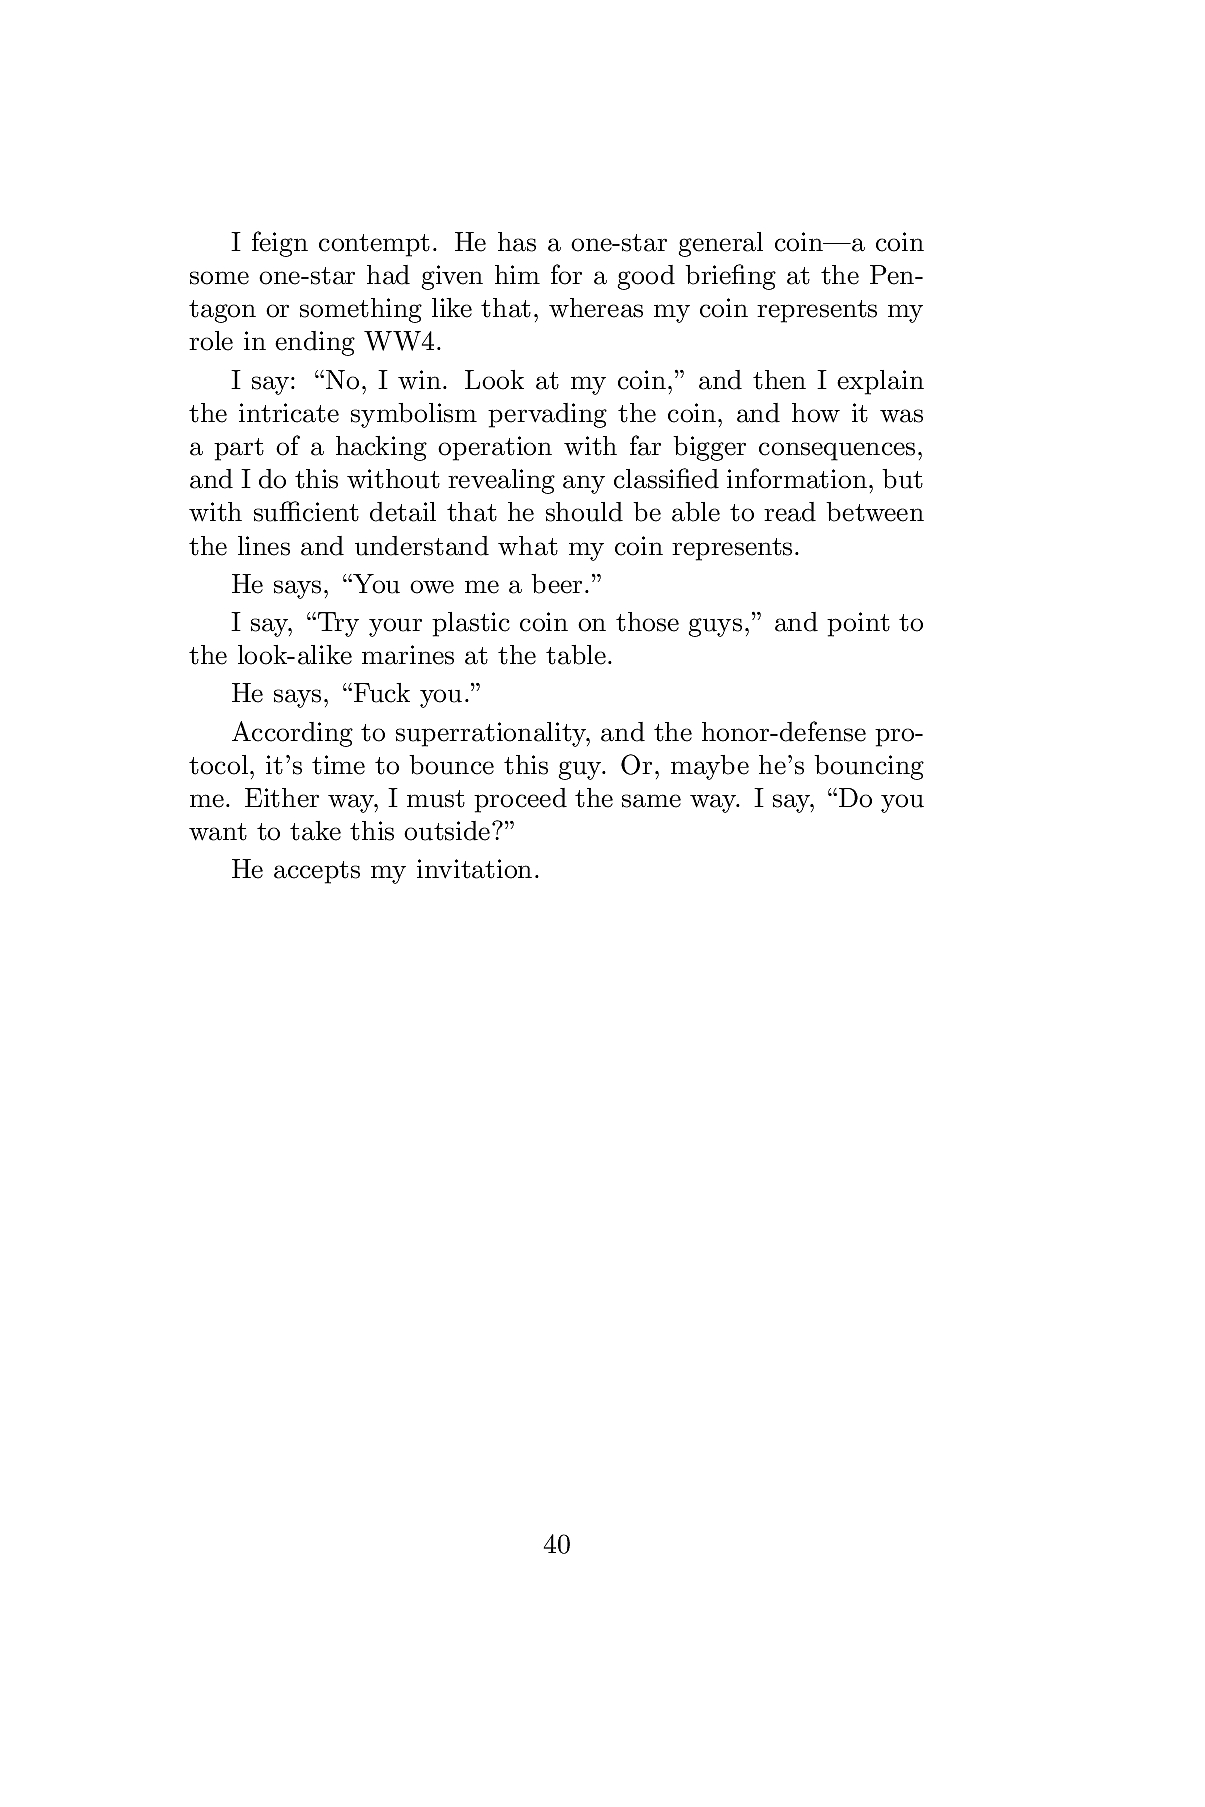 I feign contempt. He has a one-star general coin—a coin
some one-star had given him for a good briefing at the Pen-
tagon or something like that, whereas my coin represents my
role in ending WW4.
I say: “No, I win. Look at my coin,” and then I explain
the intricate symbolism pervading the coin, and how it was
a part of a hacking operation with far bigger consequences,
and I do this without revealing any classified information, but
with sufficient detail that he should be able to read between
the lines and understand what my coin represents.
He says, “You owe me a beer.”
I say, “Try your plastic coin on those guys,” and point to
the look-alike marines at the table.
He says, “Fuck you.”
According to superrationality, and the honor-defense pro-
tocol, it’s time to bounce this guy. Or, maybe he’s bouncing
me. Either way, I must proceed the same way. I say, “Do you
want to take this outside?”
He accepts my invitation.
40